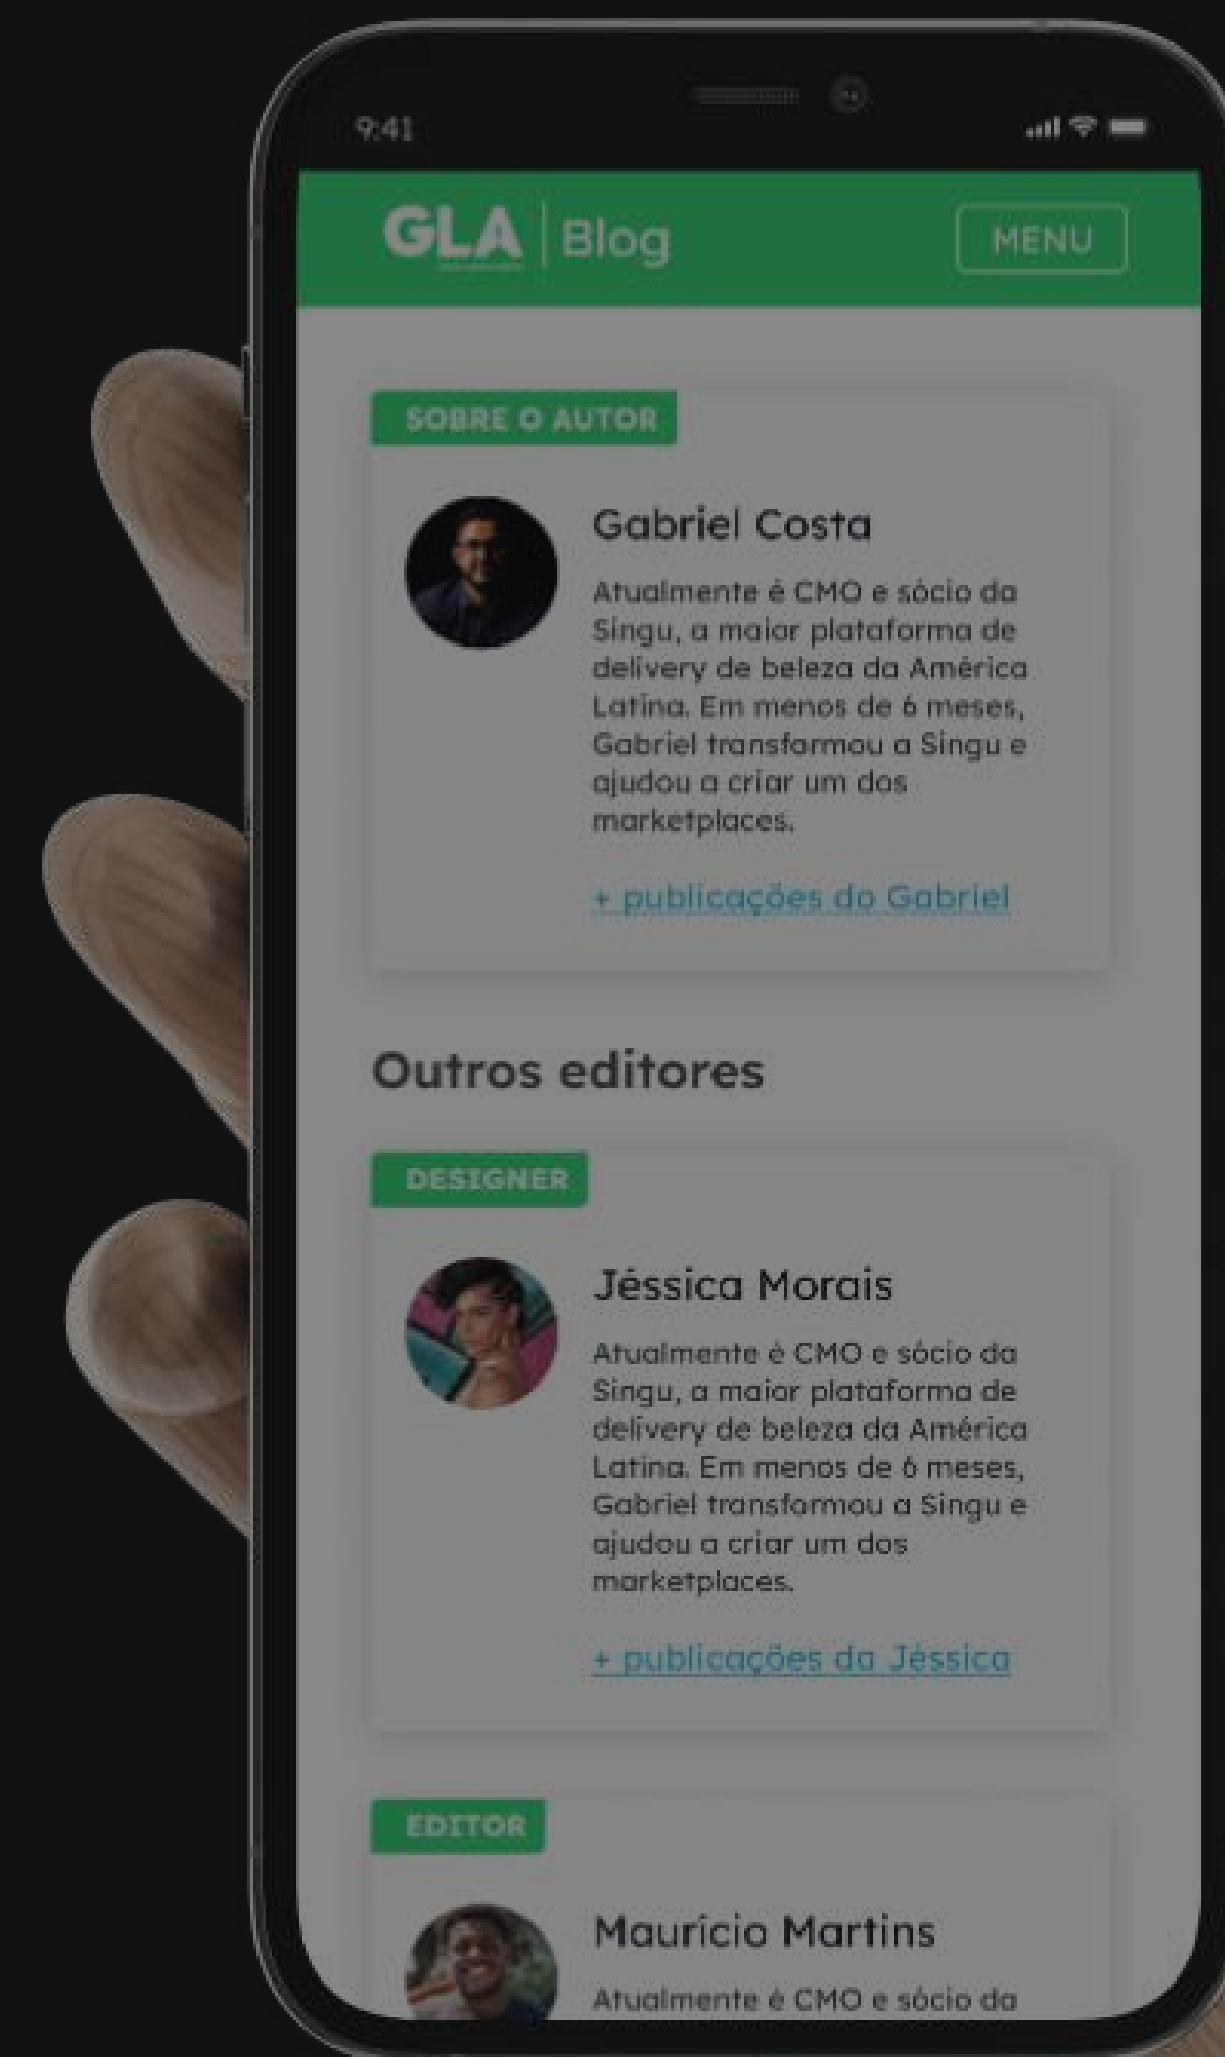 9:41
GLA Blog
MENU
SOBRE O AUTOR
Gabriel Costa
Atualmente é CMO e sócio da
Singu, a maior plataforma de
delivery de beleza da América
Latina. Em menos de 6 meses,
Gabriel transformou a Singu e
ajudou a criar um dos
marketplaces.
+ publicações do Gabriel
Outros editores
DESIGNER
Jéssica Morais
Atualmente é CMO e sócio da
Singu, a maior plataforma de
delivery de beleza da América
Latina. Em menos de 6 meses,
Gabriel transformou a Singu e
ajudou a criar um dos
marketplaces.
+ publicações da Jéssica
EDITOR
Maurício Martins
Atualmente é CMO e sócio da